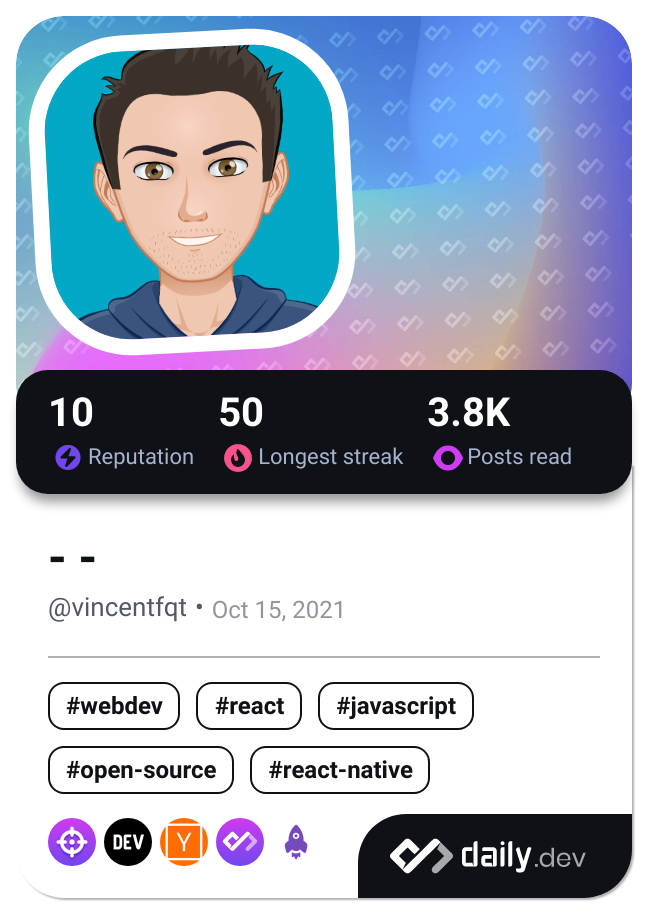 10 50 3.8K
Reputation Longest streak Posts read
- -
@vincentfqt • Oct 15, 2021
#webdev #react #javascript
#open-source #react-native
DEV Y
daily.dev